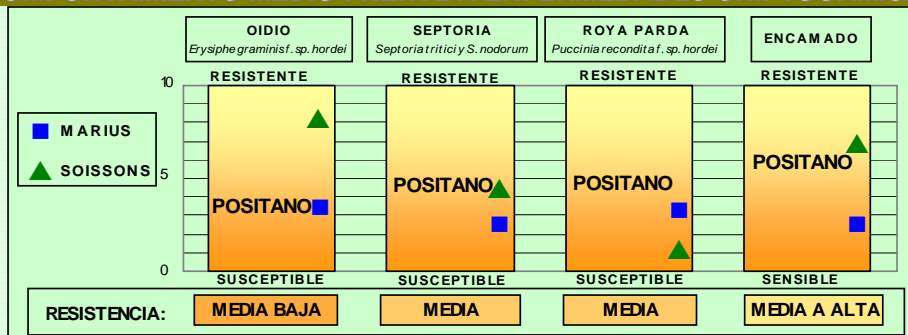 OIDIO
Erysiphe graminis f. sp. hordei
SEPTORIA
Septoria tritici y S. nodorum
ROYA PARDA
Puccinia recondita f. sp. hordei
ENCAMADO
RESISTENTE
RESISTENTE
RESISTENTE
RESISTENTE
10
5
0
MARIUS
SOISSONS
POSITANO
POSITANO
POSITANO
POSITANO
SUSCEPTIBLE
SUSCEPTIBLE
SUSCEPTIBLE
SENSIBLE
RESISTENCIA:
MEDIA BAJA
MEDIA
MEDIA
MEDIA A ALTA